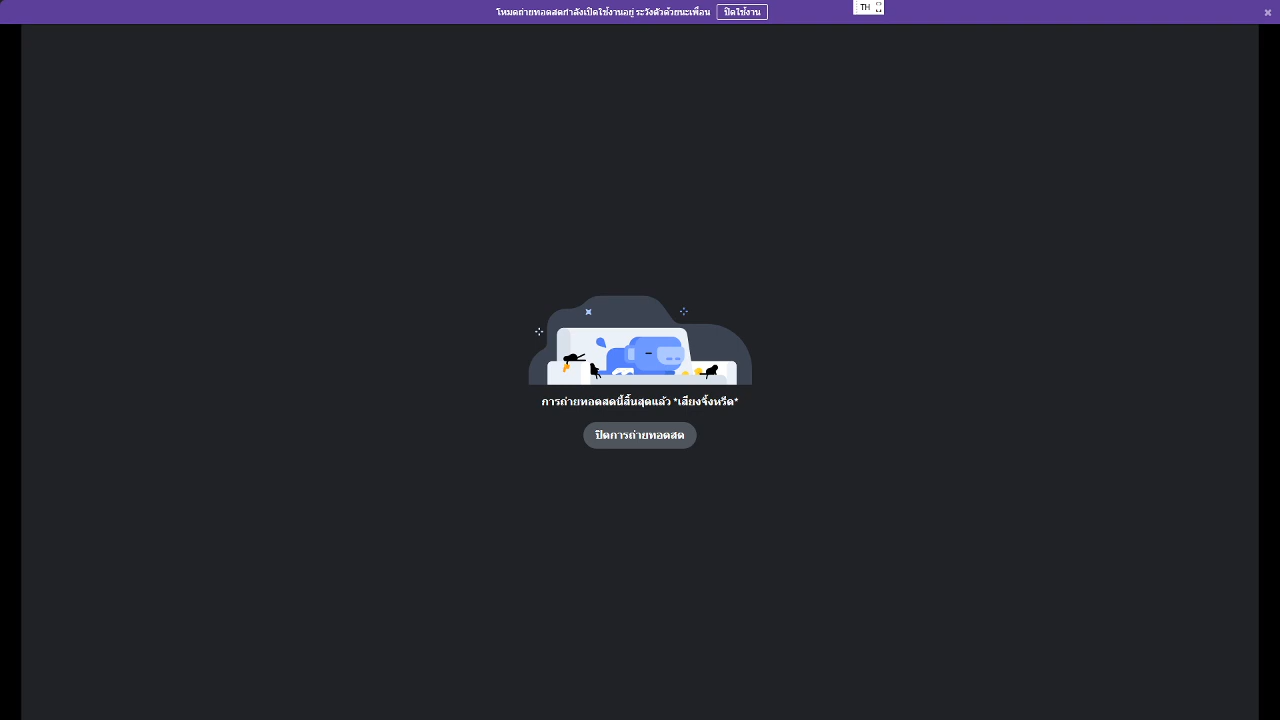 โหมดถ่ายทอดสดกำลังเปิดใช้งานอยู่ ระวังตัวด้วยนะเพื่อน ปิดใช้งาน
TH
การถ่ายทอดสดนี้สิ้นสุดแล้ว *เสียงจิ้งหรีด*
ปิดการถ่ายทอดสด